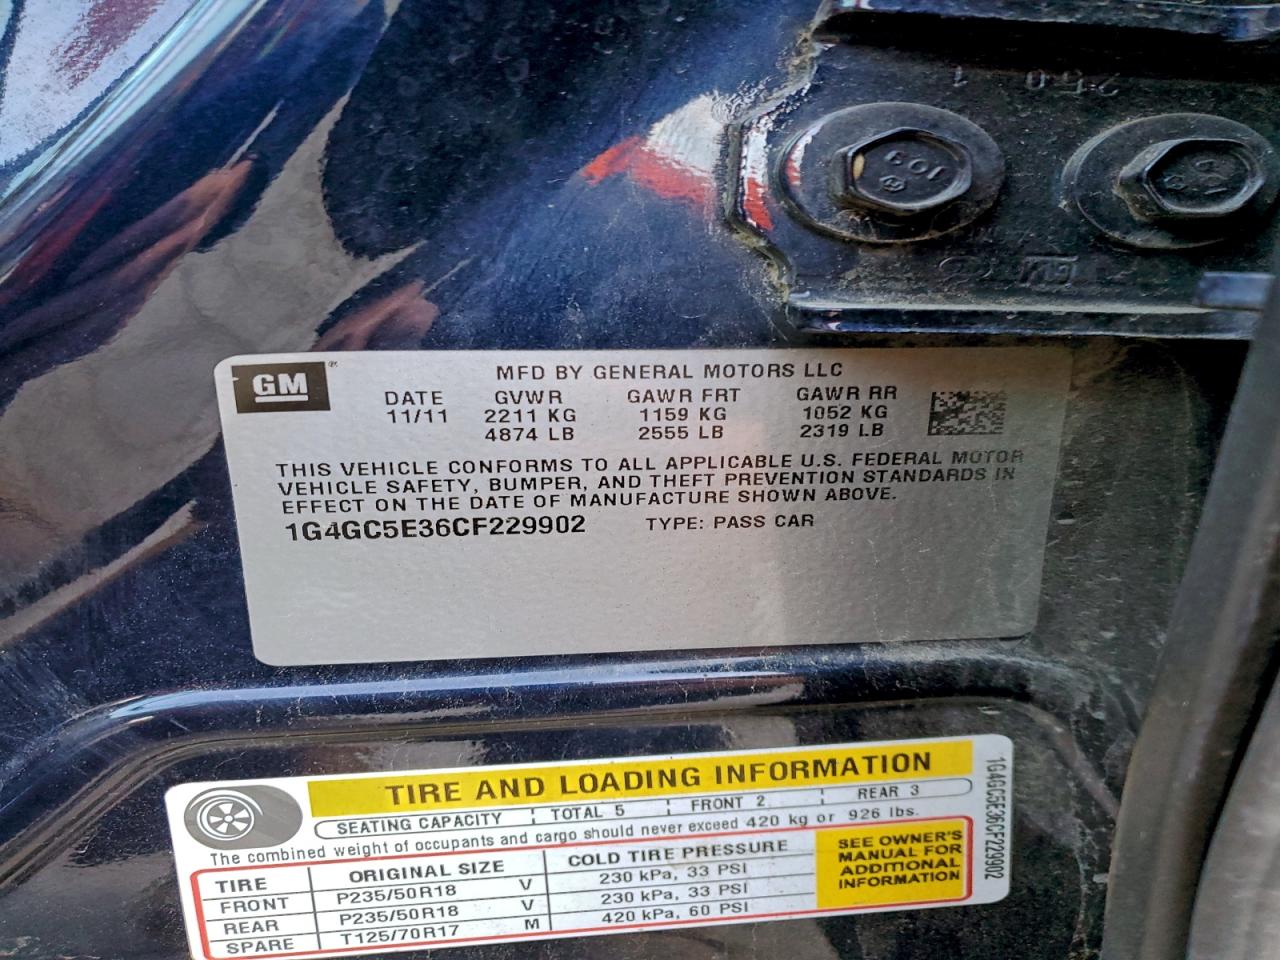 109
GM
MFD BY GENERAL MOTORS LLC
DATE GVWR GAWR FRT GAWR RR
11/11 2211 KG 1159 KG 1052 KG
4874 LB 2555 LB 2319 LB
THIS VEHICLE CONFORMS TO ALL APPLICABLE U.S. FEDERAL MOTOR
VEHICLE SAFETY, BUMPER, AND THEFT PREVENTION STANDARDS IN
EFFECT ON THE DATE OF MANUFACTURE SHOWN ABOVE.
1G4GC5E36CF229902 TYPE: PASS CAR
TIRE AND LOADING INFORMATION
SEATING CAPACITY TOTAL 5 FRONT 2 REAR 3
The combined weight of occupants and cargo should never exceed 420 kg or 926 lbs.
TIRE ORIGINAL SIZE COLD TIRE PRESSURE
FRONT P235/50R18 V 230 kPa, 33 PSI
REAR P235/50R18 V 230 kPa, 33 PSI
SPARE T125/70R17 M 420 kPa, 60 PSI
SEE OWNER'S
MANUAL FOR
ADDITIONAL
INFORMATION
1G4GC5E36CF229902